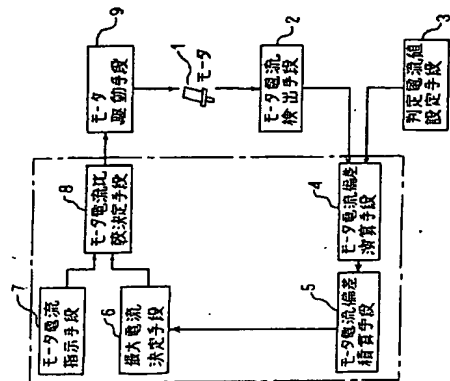 7
モータ電流
指示手段
8
モータ電流比
較決定手段
9
モータ
駆動手段
6
最大電流
決定手段
1
モータ
5
モータ電流偏差
積算手段
4
モータ電流偏差
演算手段
2
モータ電流
検出手段
3
判定電流値
設定手段